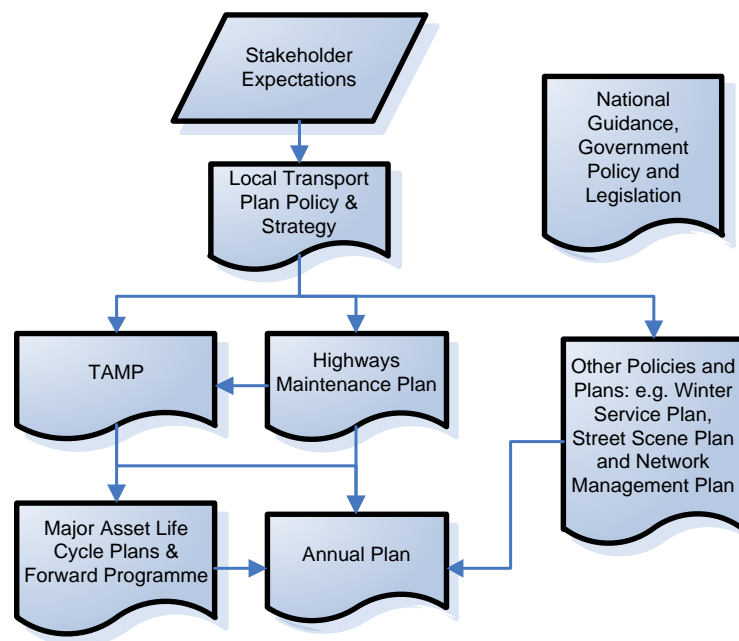 Stakeholder
Expectations
National
Guidance,
Government
Policy and
Legislation
Local Transport
Plan Policy &
Strategy
TAMP
Highways
Maintenance Plan
Other Policies and
Plans: e.g. Winter
Service Plan,
Street Scene Plan
and Network
Management Plan
Major Asset Life
Cycle Plans &
Forward Programme
Annual Plan